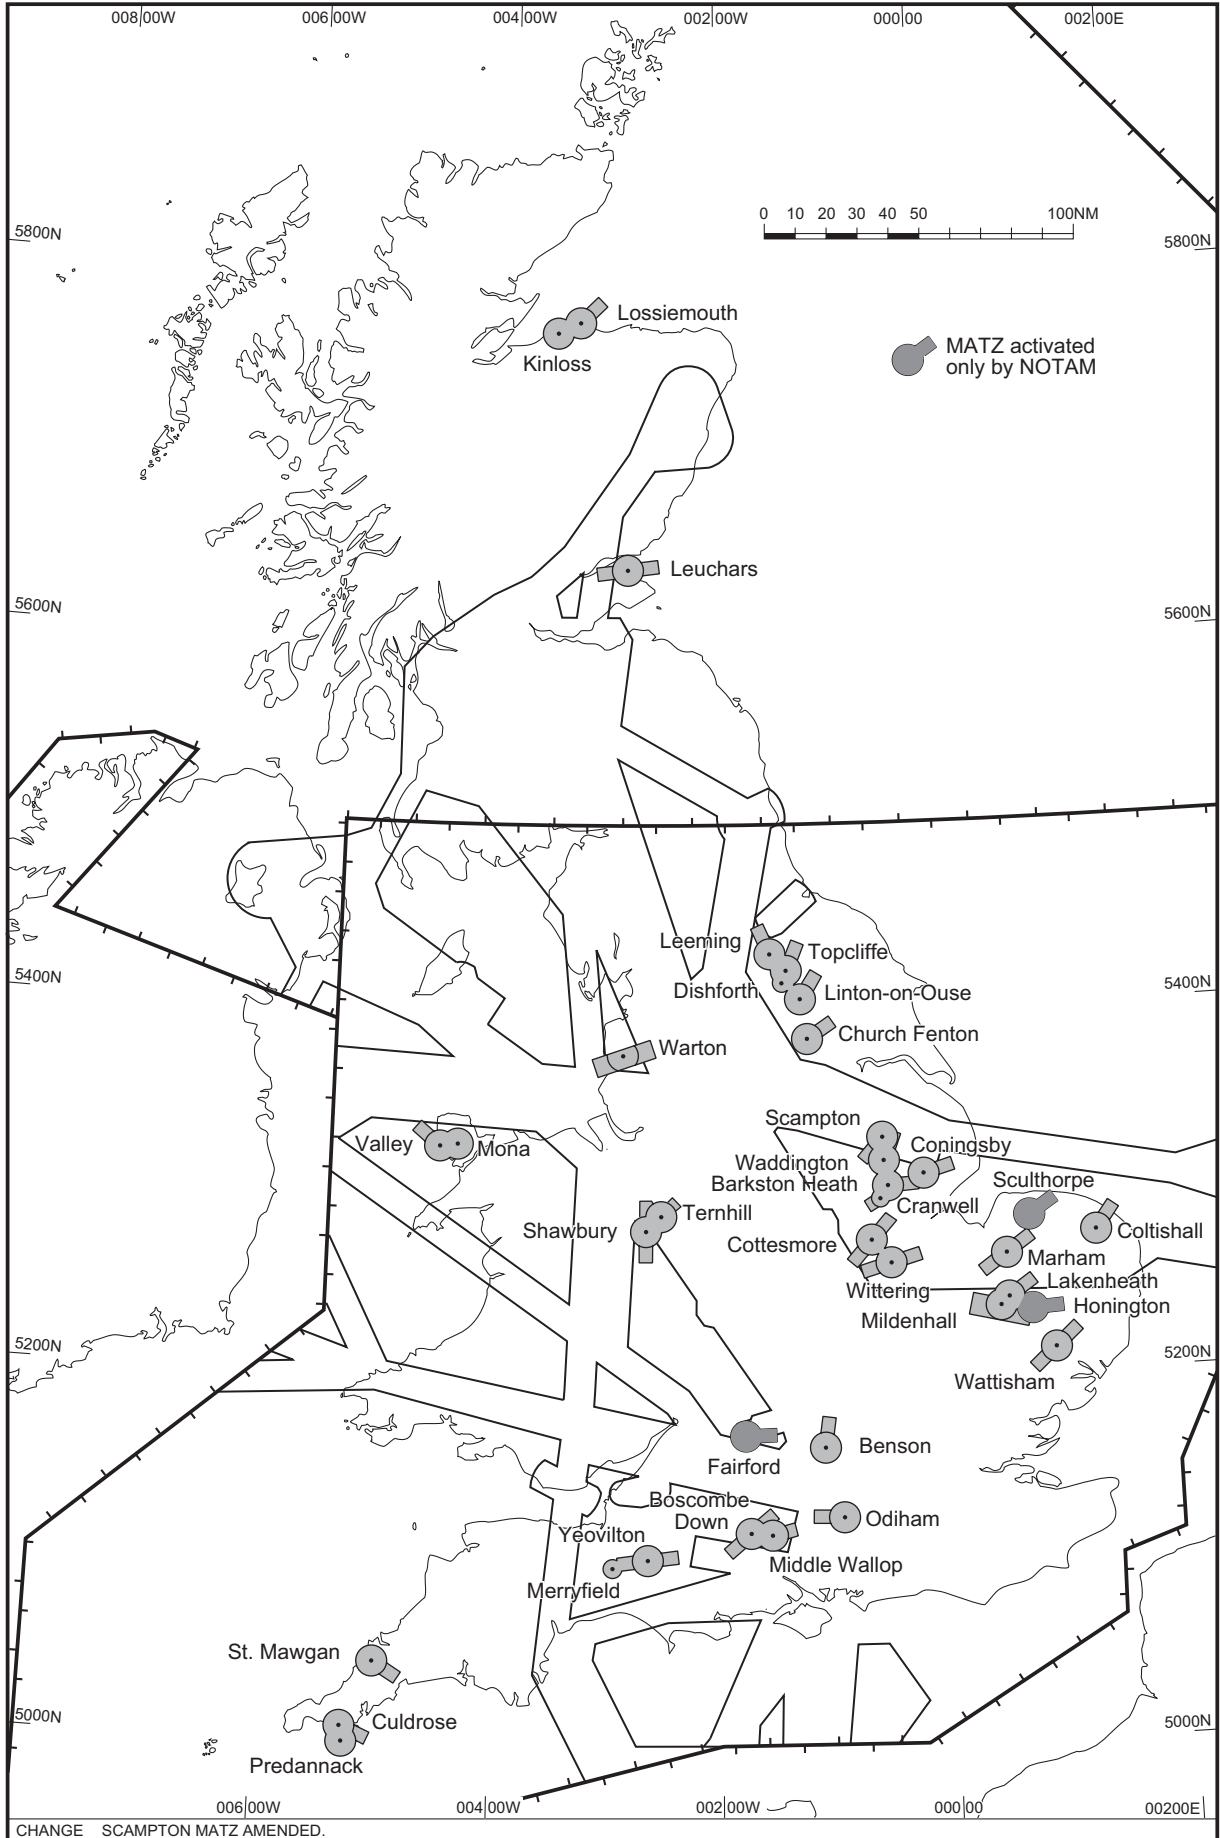 008 00W 006 00W 004 00W 002 00W 000 00 002 00E
0 10 20 30 40 50 100NM
5800N
5800N
Lossiemouth
MATZ activated
only by NOTAM
Kinloss
Leuchars
5600N
5600N
Leeming
Topcliffe
5400N
Dishforth
Linton-on-Ouse
5400N
Church Fenton
Warton
Scampton
Valley
Mona
Coningsby
Waddington
Barkston Heath
Sculthorpe
Cranwell
Ternhill
Shawbury
Coltishall
Cottesmore
Marham
Lakenheath
Wittering
Honington
Mildenhall
5200N
5200N
Wattisham
Benson
Fairford
Boscombe
Down
Odiham
Yeovilton
Middle Wallop
Merryfield
St. Mawgan
5000N
Culdrose
5000N
Predannack
006 00W 004 00W 002 00W 000 00 00200E
CHANGE SCAMPTON MATZ AMENDED.